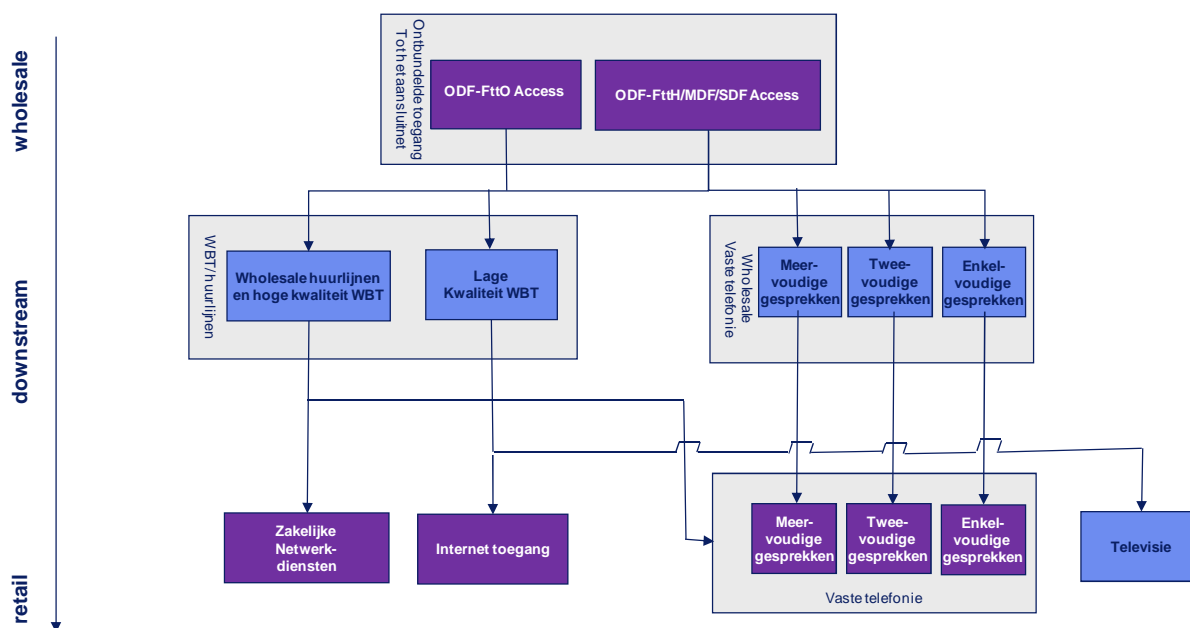 wholesale
downstream
retail
Ontbundelde toegang
Tot het aansluitnet
ODF-FttO Access
ODF-FttH/MDF/SDF Access
WBT/huurlijnen
Wholesale huurlijnen
en hoge kwaliteit WBT
Lage
Kwaliteit WBT
Wholesale
Vaste telefonie
Meer-
voudige
gesprekken
Twee-
voudige
gesprekken
Enkel-
voudige
gesprekken
Zakelijke
Netwerk-
diensten
Internet toegang
Meer-
voudige
gesprekken
Twee-
voudige
gesprekken
Enkel-
voudige
gesprekken
Vaste telefonie
Televisie